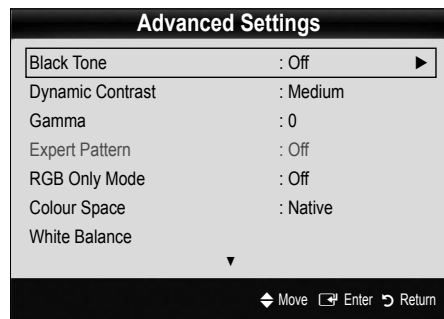 Advanced Settings
Black Tone : Off ▶
Dynamic Contrast : Medium
Gamma : 0
Expert Pattern : Off
RGB Only Mode : Off
Colour Space : Native
White Balance
▼
Move Enter Return